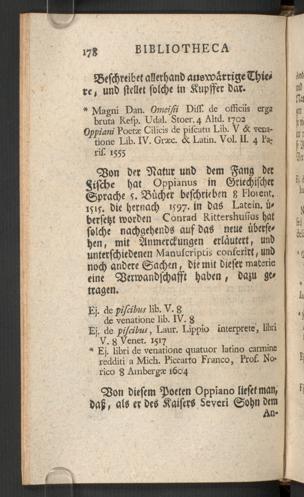 178 BIBLIOTHECA
Beschreibet allerhand auswärtige Thie-
re, und stellet solche in Kupffer dar.
* Magni Dan. Omeisii Diss. de officiis erga
bruta Resp. Udal. Stoer. 4 Altd. 1702
Oppiani Poetæ Cilicis de piscatu Lib. V & vena-
tione Lib. IV. Græc. & Latin. Vol. II. 4 Pa-
ris. 1555
Von der Natur und dem Fang der
Fische hat Oppianus in Griechischer
Sprache 5. Bücher beschrieben 8 Florent.
1515. die hernach 1597. in das Latein. ü-
bersetzt worden Conrad Rittershusius hat
solche nachgehends auf das neue überse-
hen, mit Anmerckungen erläutert, und
unterschiedenen Manuscriptis conferirt, und
noch andere Sachen, die mit dieser materie
eine Verwandschafft haben, dazu ge-
tragen.
Ej. de piscibus lib. V. 8
de venatione lib. IV. 8
Ej. de piscibus, Laur. Lippio interprete, libri
V. 8 Venet. 1517
* Ej. libri de venatione quatuor latino carmine
redditi a Mich. Piccarto Franco, Prof. No-
rico 8 Ambergæ 1604
Von diesem Poeten Oppiano lieset man,
daß, als er des Kaisers Severi Sohn dem
An-